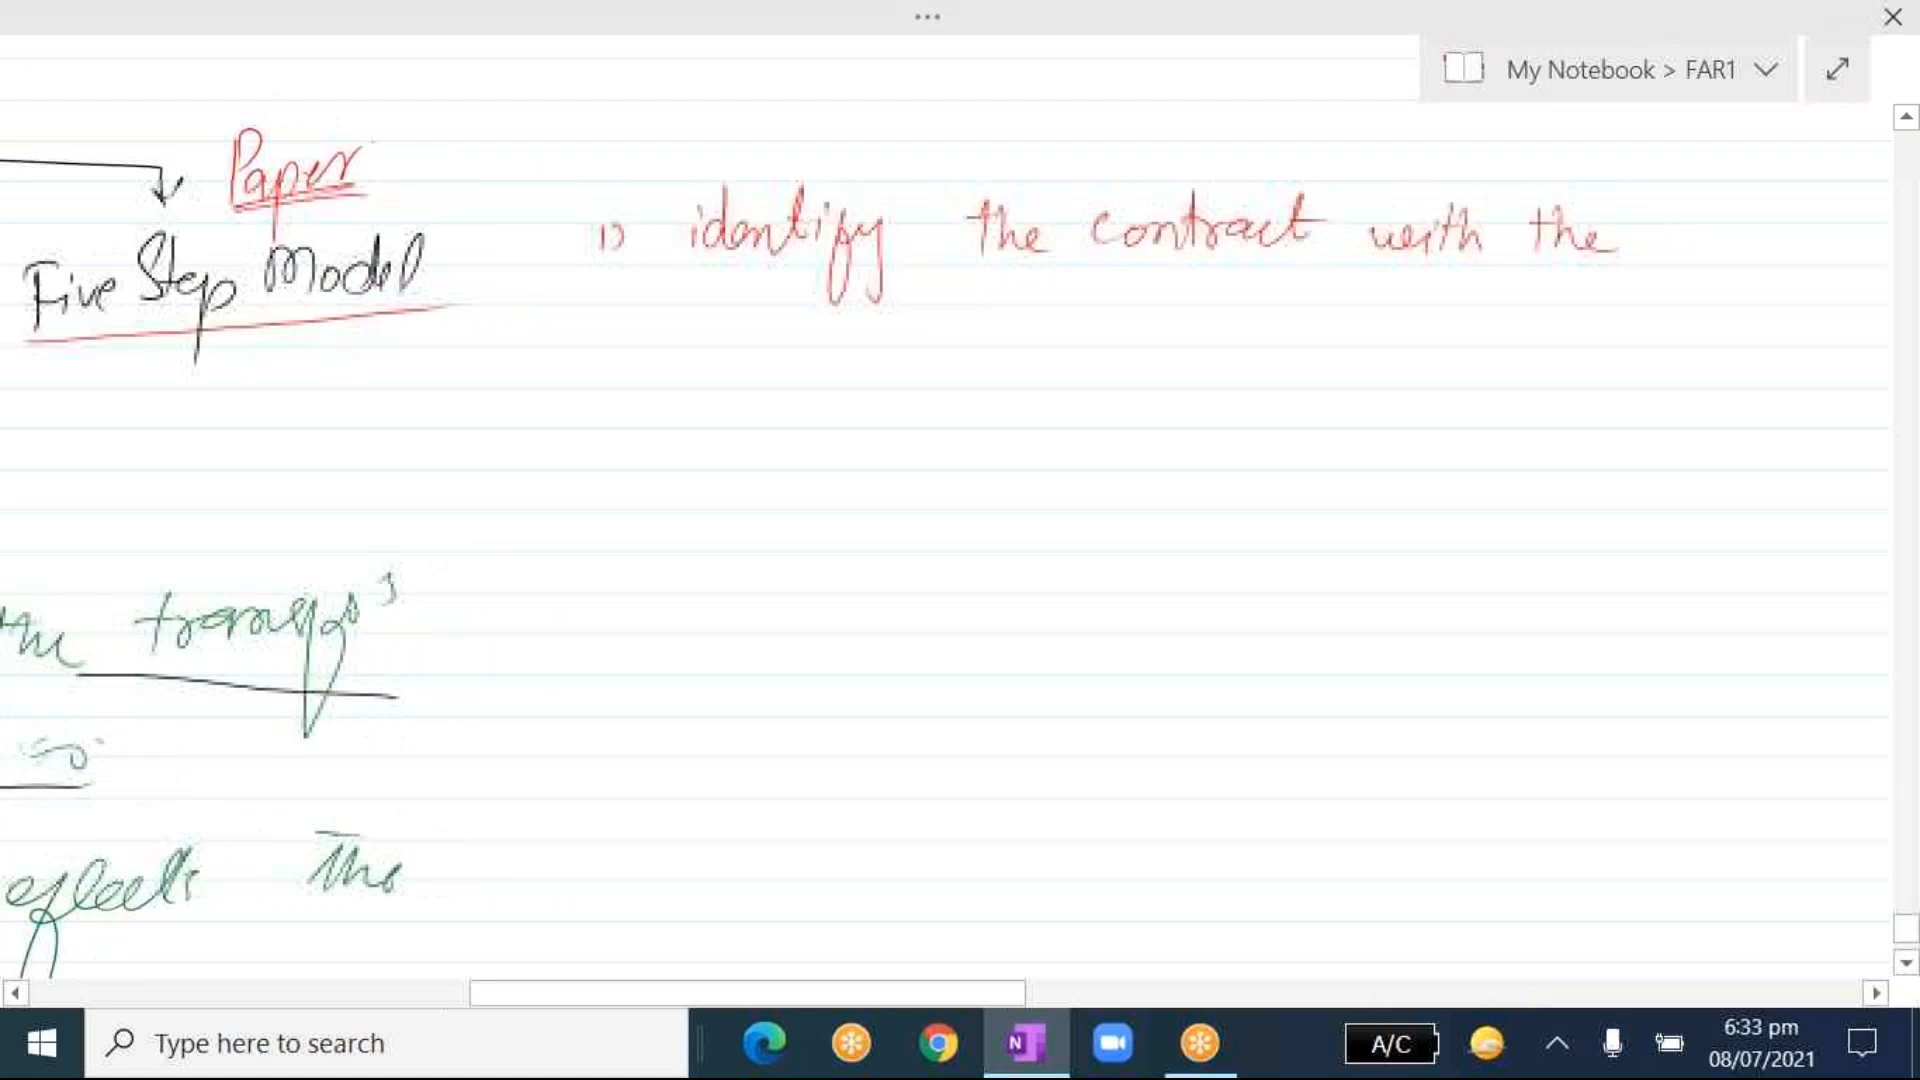 My Notebook > FAR1
Paper
Five Step Model
1) identify the contract with the
the
Type here to search
N
A/C
6:33 pm
08/07/2021